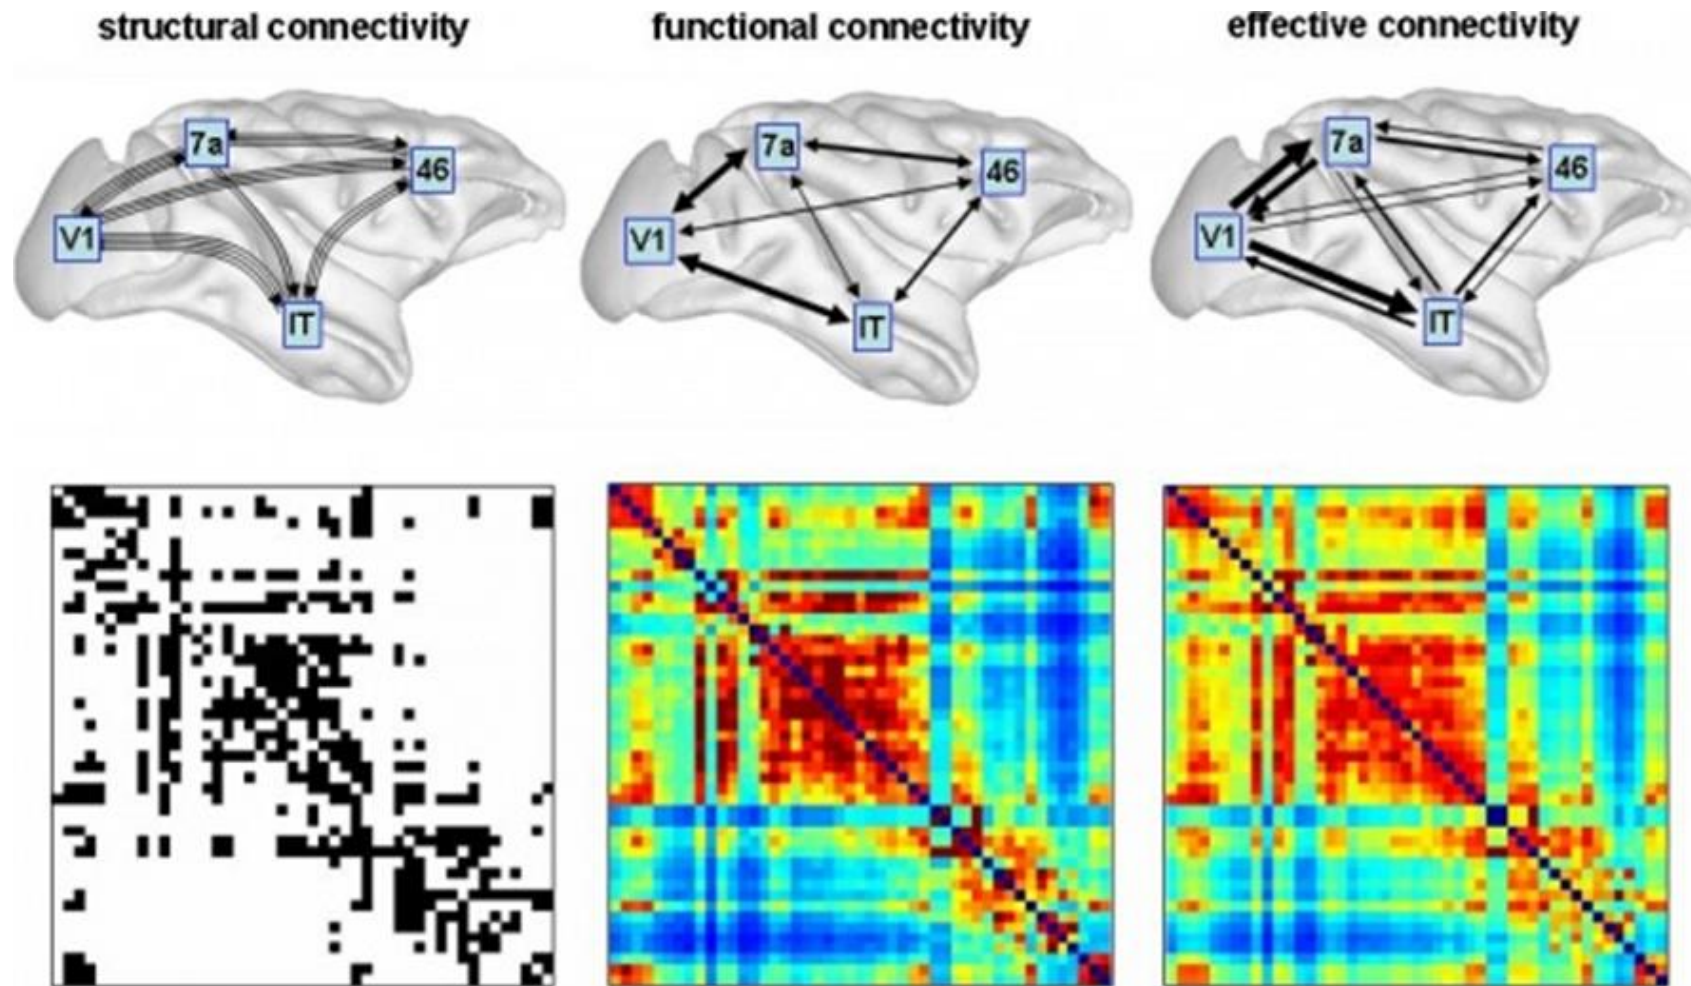 structural connectivity
functional connectivity
effective connectivity
7a
46
V1
IT
7a
46
V1
IT
7a
46
V1
IT